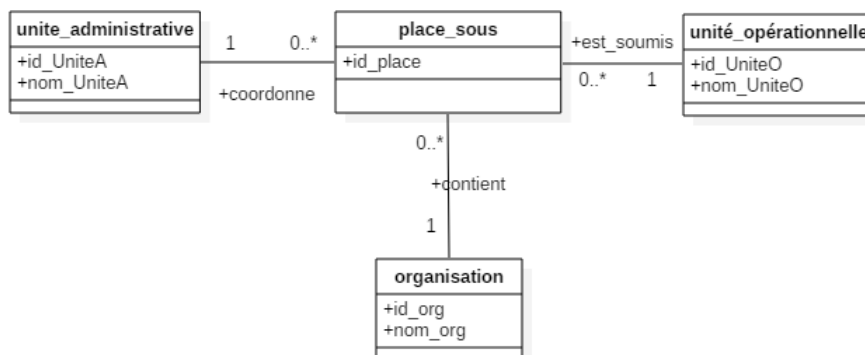 unite_administrative
+id_UniteA
+nom_UniteA
1
0..*
+coordonne
place_sous
+id_place
+est_soumis
0..*
1
unité_opérationnelle
+id_UniteO
+nom_UniteO
0..*
+contient
1
organisation
+id_org
+nom_org